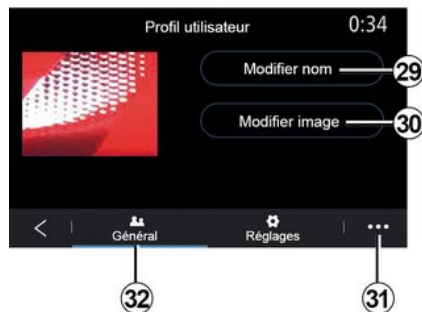 Profil utilisateur 0:34
Modifier nom 29
Modifier image 30
Général Réglages
32 31